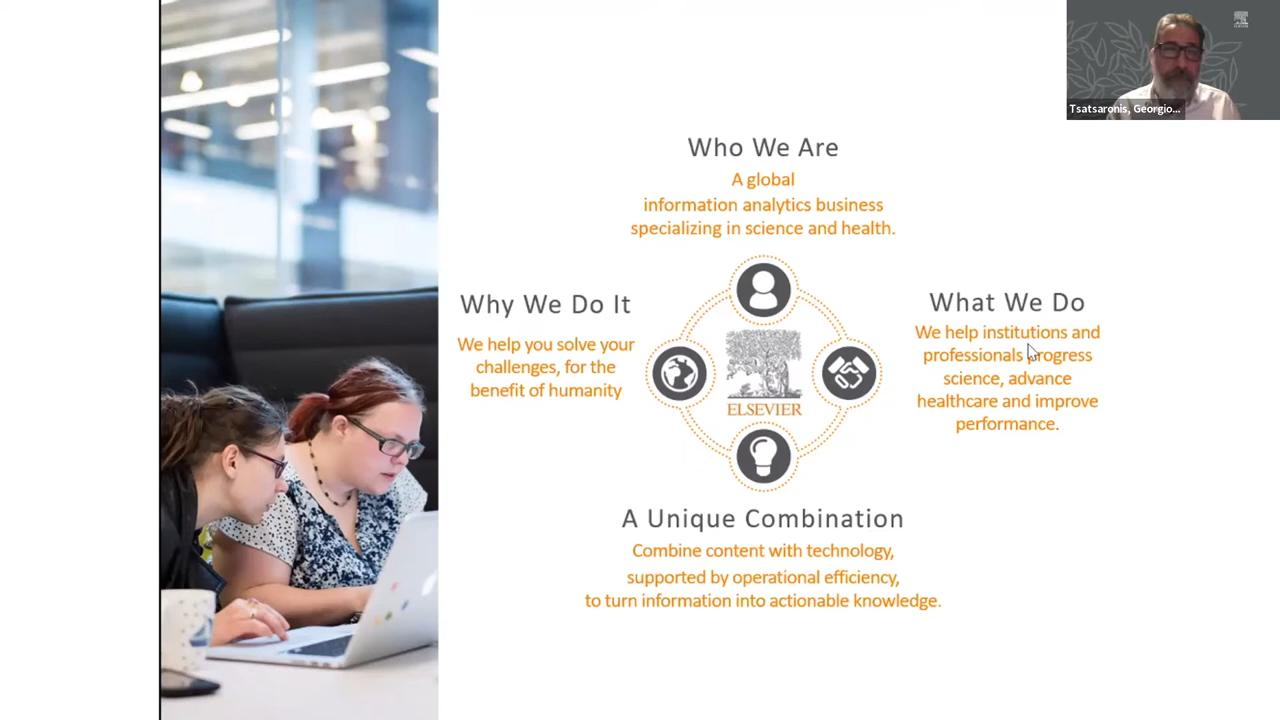 Tsatsaronis, Georgio...
Who We Are
A global
information analytics business
specializing in science and health.
Why We Do It
We help you solve your
challenges, for the
benefit of humanity
What We Do
We help institutions and
professionals progress
science, advance
healthcare and improve
performance.
ELSEVIER
A Unique Combination
Combine content with technology,
supported by operational efficiency,
to turn information into actionable knowledge.